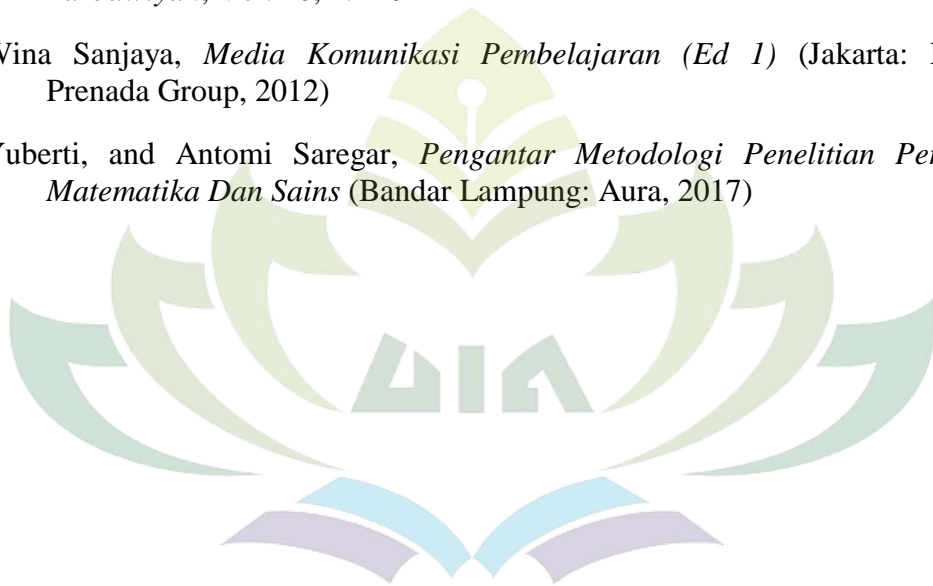 Wina Sanjaya, Media Komunikasi Pembelajaran (Ed 1) (Jakarta:
Prenada Group, 2012)
Yuberti, and Antomi Saregar, Pengantar Metodologi Penelitian
Matematika Dan Sains (Bandar Lampung: Aura, 2017)
UIN